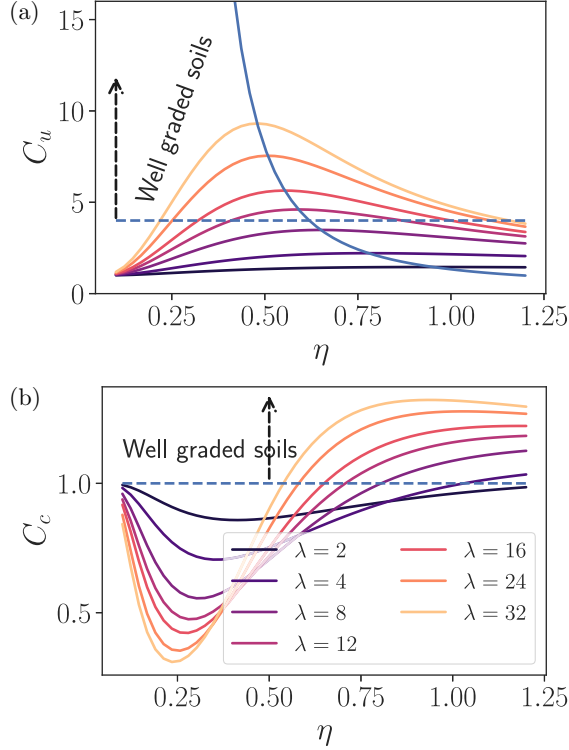 (a)
15
10
5
0
C_u
Well graded soils
0.25 0.50 0.75 1.00 1.25
η
(b)
1.0
0.5
C_c
Well graded soils
λ = 2 λ = 16
λ = 4 λ = 24
λ = 8 λ = 32
λ = 12
0.25 0.50 0.75 1.00 1.25
η